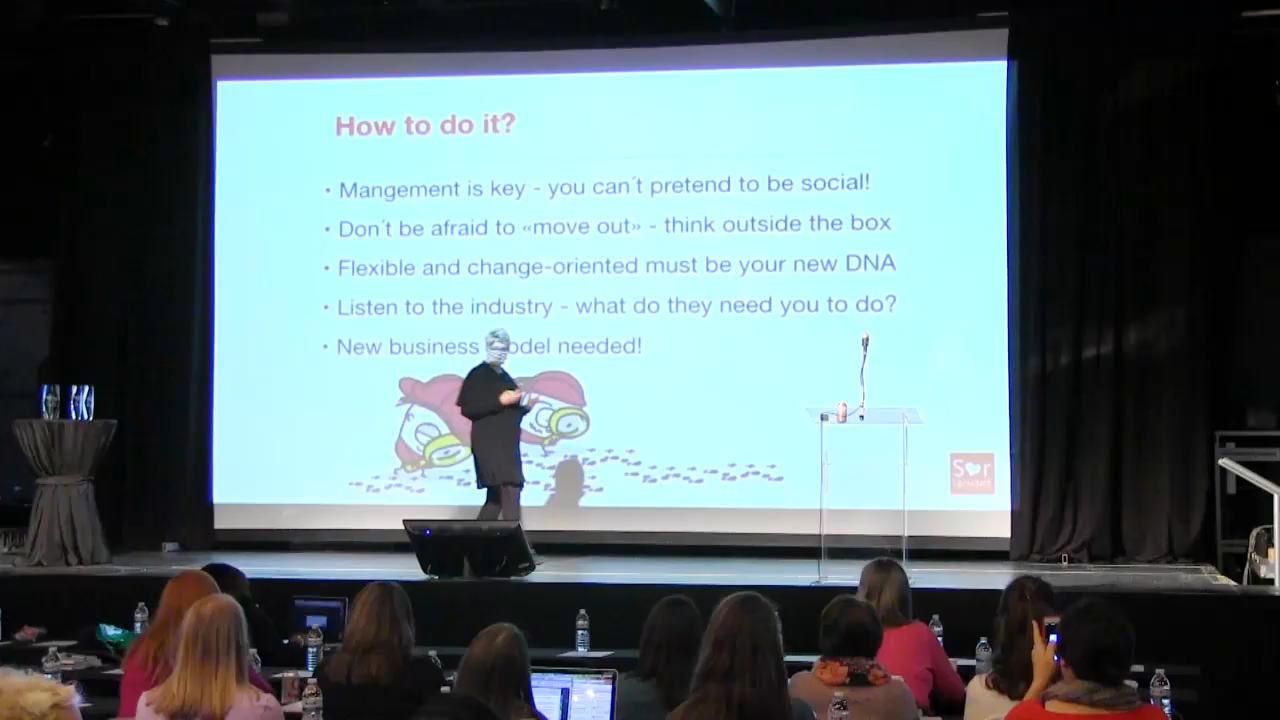 How to do it?
• Mangement is key - you can´t pretend to be social!
• Don´t be afraid to «move out» - think outside the box
• Flexible and change-oriented must be your new DNA
• Listen to the industry - what do they need you to do?
• New business odel needed!
S r